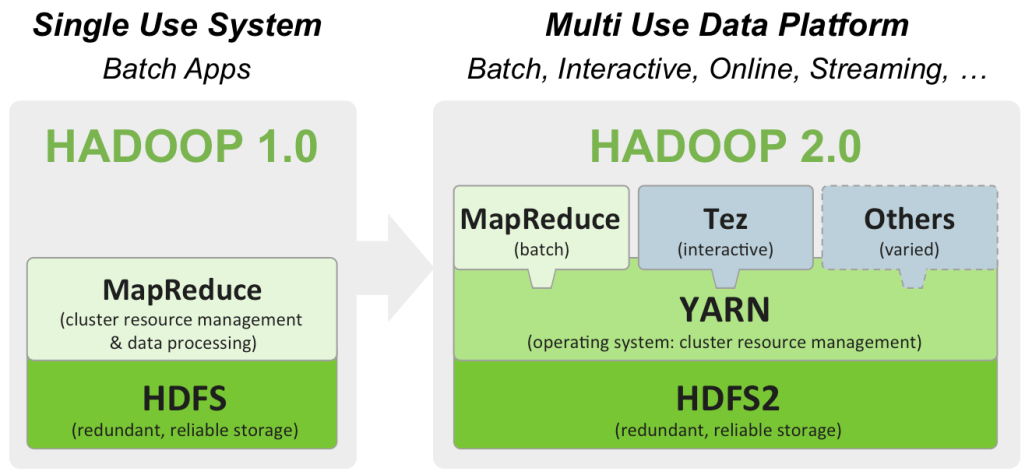 Single Use System
Batch Apps
HADOOP 1.0
MapReduce
(cluster resource management
& data processing)
HDFS
(redundant, reliable storage)
Multi Use Data Platform
Batch, Interactive, Online, Streaming, …
HADOOP 2.0
MapReduce
(batch)
Tez
(interactive)
Others
(varied)
YARN
(operating system: cluster resource management)
HDFS2
(redundant, reliable storage)